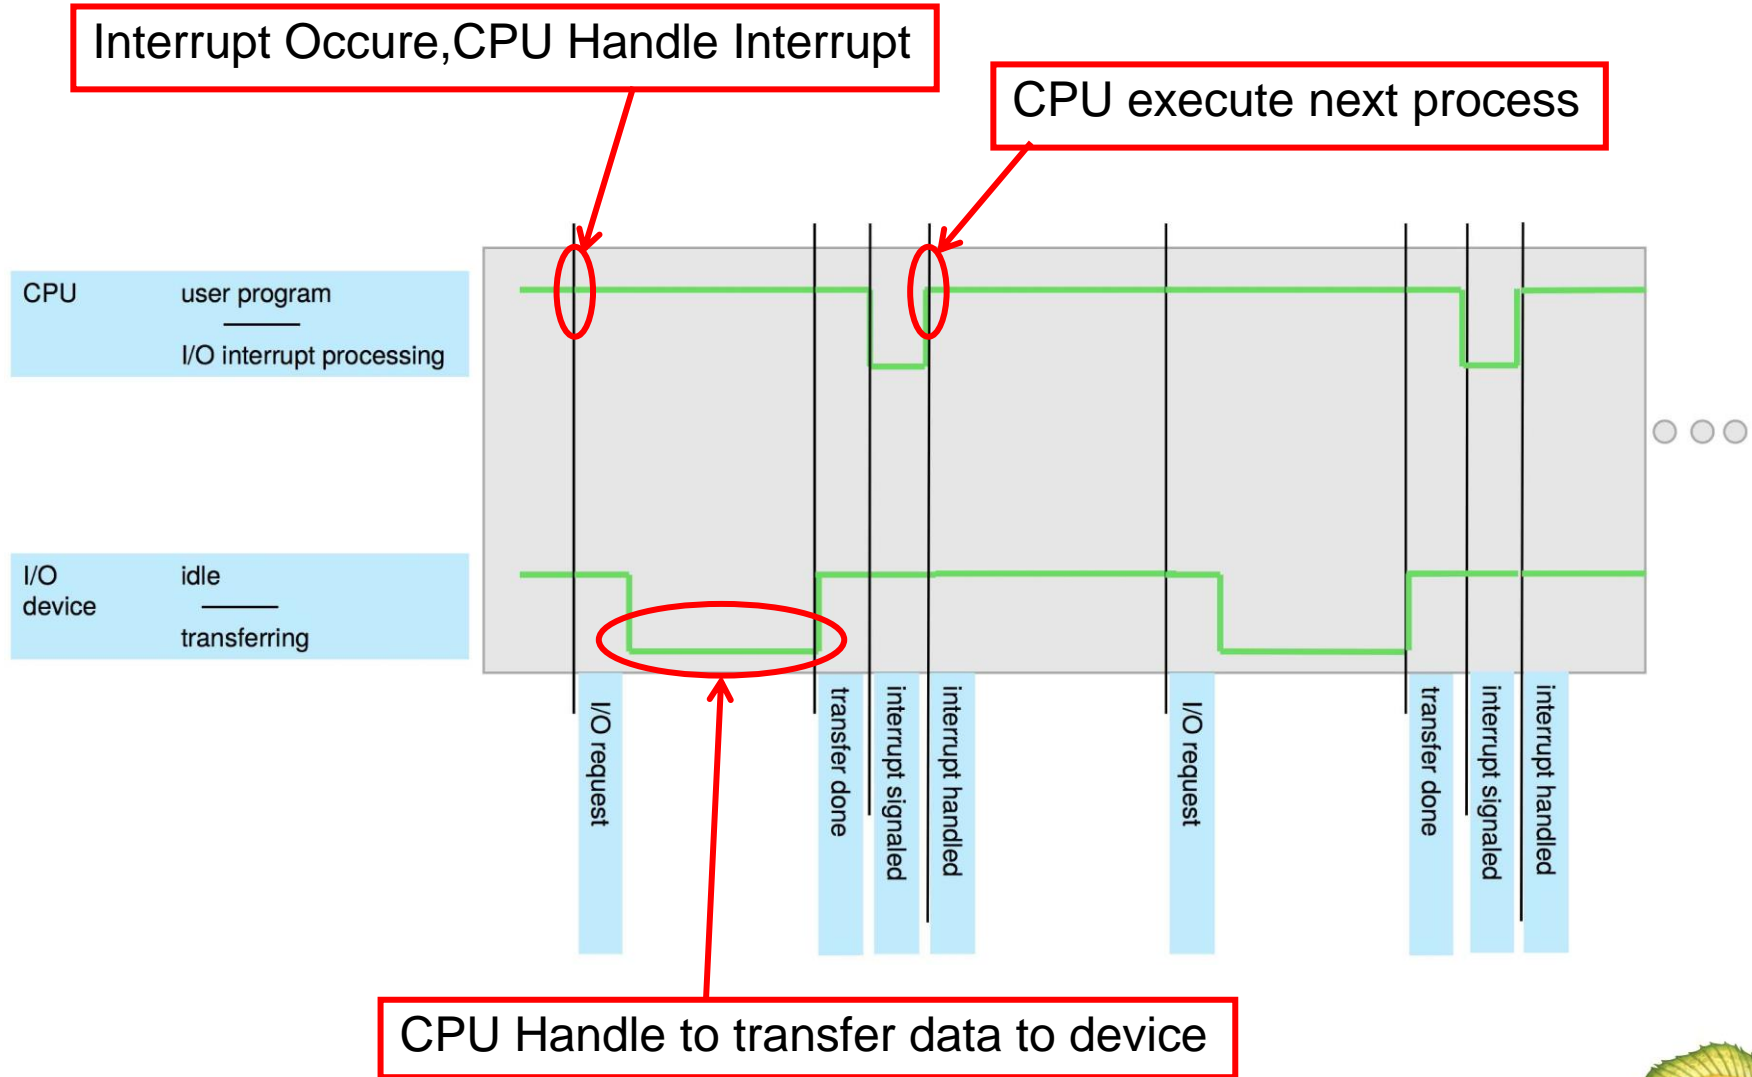 Interrupt Occure,CPU Handle Interrupt
CPU execute next process
CPU
user program
I/O interrupt processing
I/O
device
idle
transferring
I/O request
transfer done
interrupt signaled
interrupt handled
I/O request
transfer done
interrupt signaled
interrupt handled
CPU Handle to transfer data to device